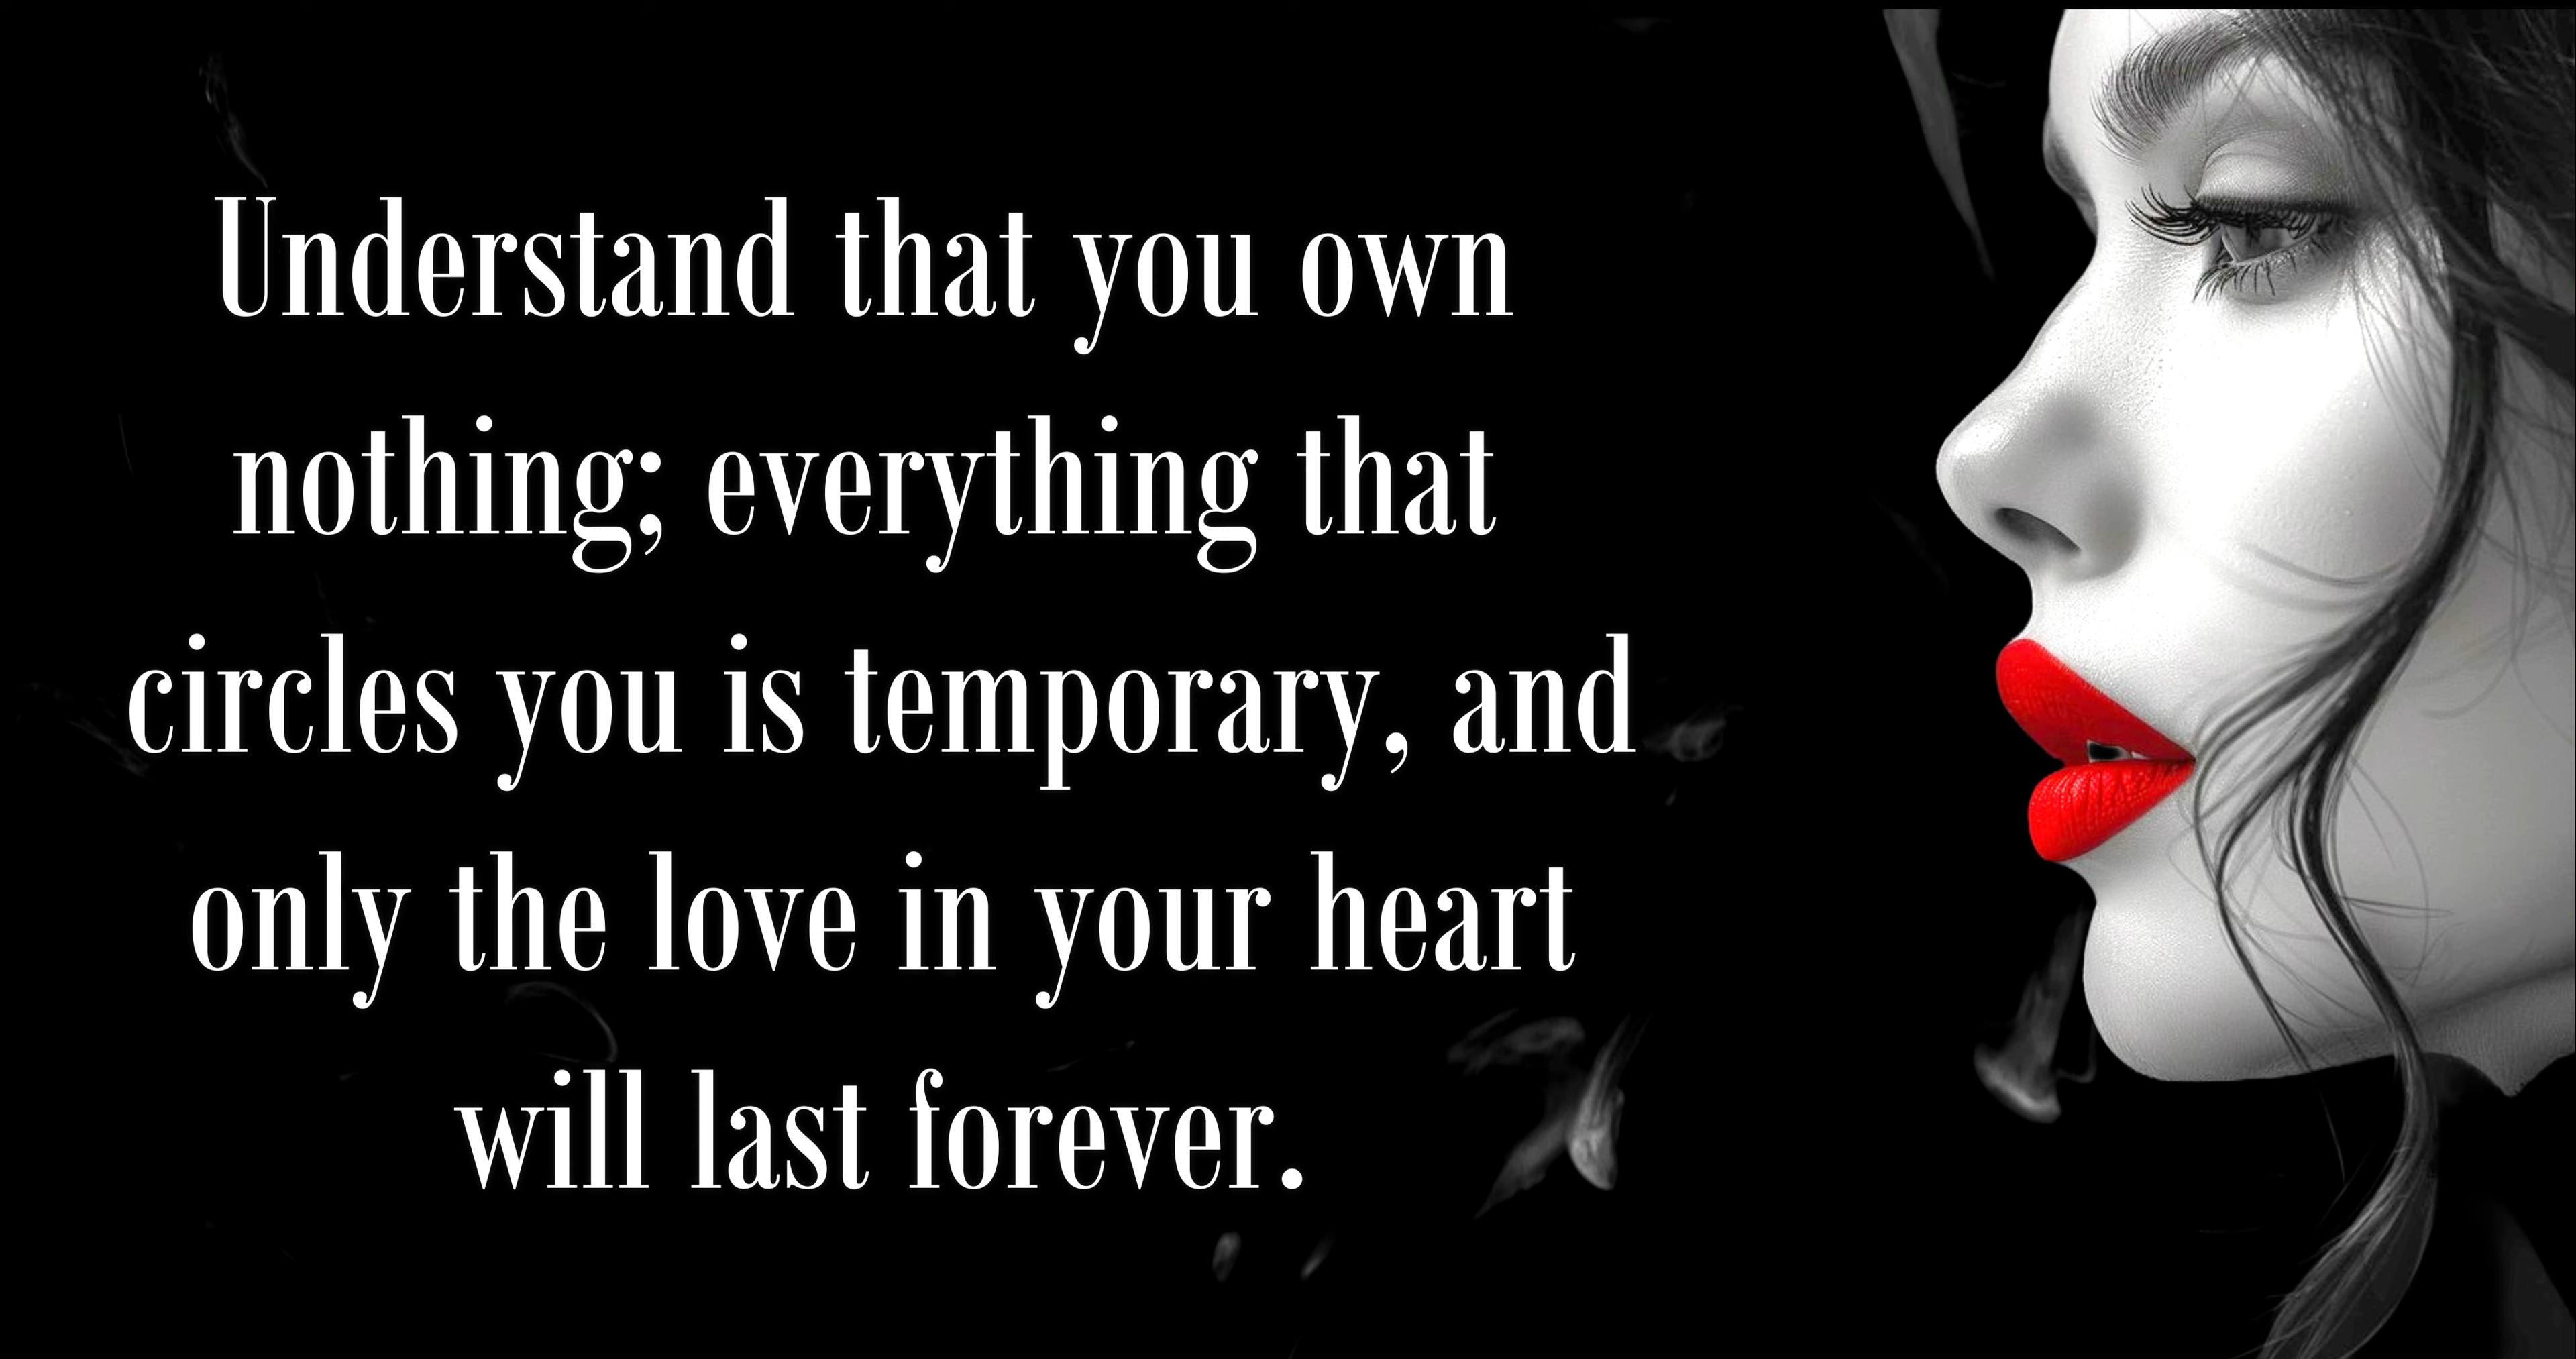 Understand that you own
nothing; everything that
circles you is temporary, and
only the love in your heart
will last forever.